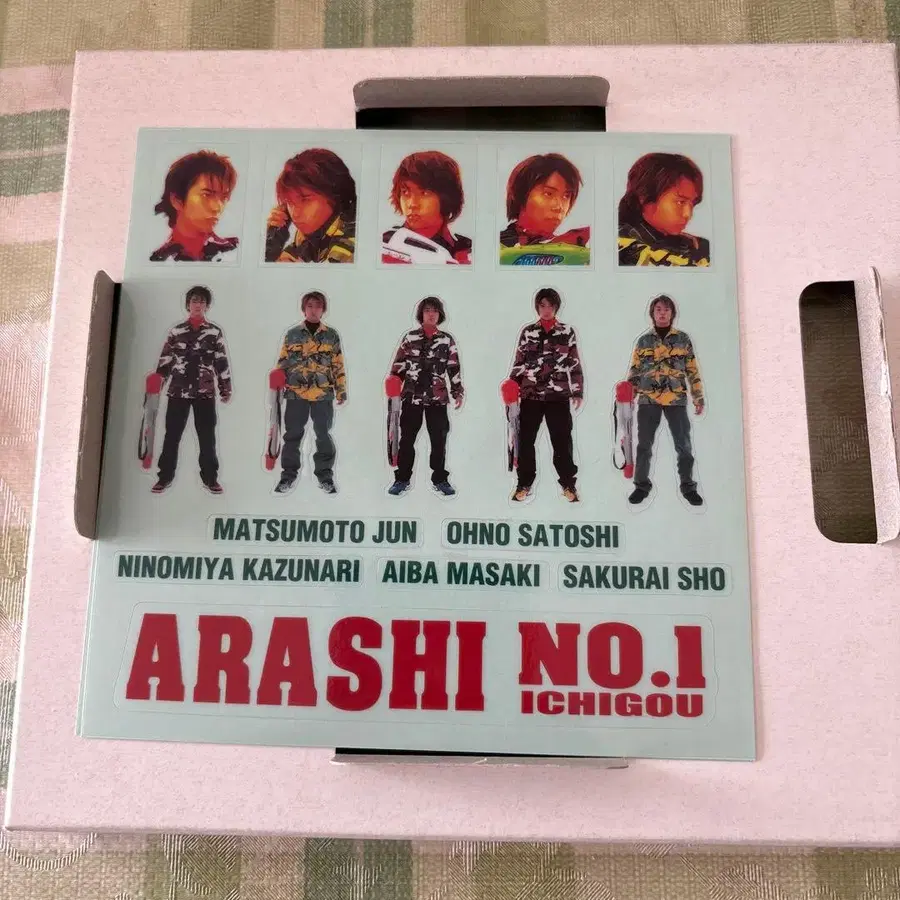 MATSUMOTO JUN OHNO SATOSHI
NINOMIYA KAZUNARI AIBA MASAKI SAKURAI SHO
ARASHI NO.1
ICHIGOU